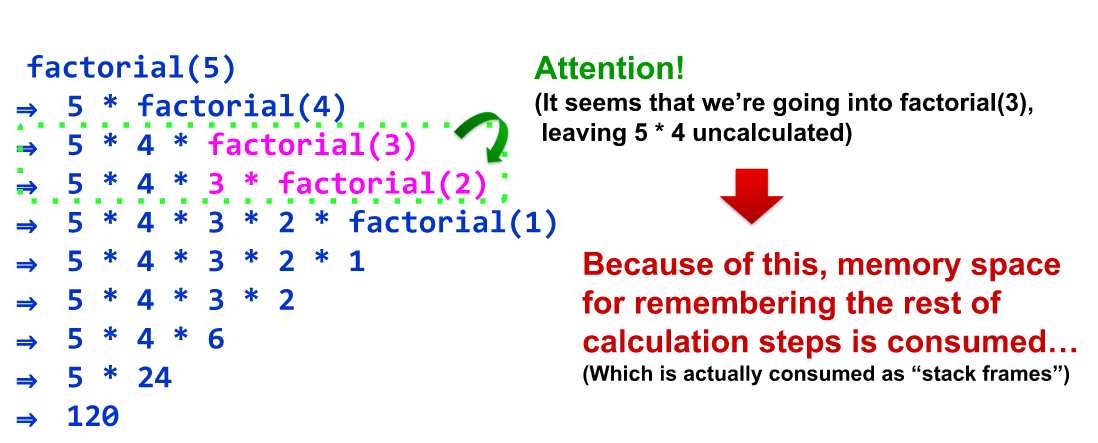 factorial(5)
⇒ 5 * factorial(4)
⇒ 5 * 4 * factorial(3)
⇒ 5 * 4 * 3 * factorial(2)
⇒ 5 * 4 * 3 * 2 * factorial(1)
⇒ 5 * 4 * 3 * 2 * 1
⇒ 5 * 4 * 3 * 2
⇒ 5 * 4 * 6
⇒ 5 * 24
⇒ 120
Attention!
(It seems that we’re going into factorial(3),
leaving 5 * 4 uncalculated)
Because of this, memory space
for remembering the rest of
calculation steps is consumed…
(Which is actually consumed as “stack frames”)